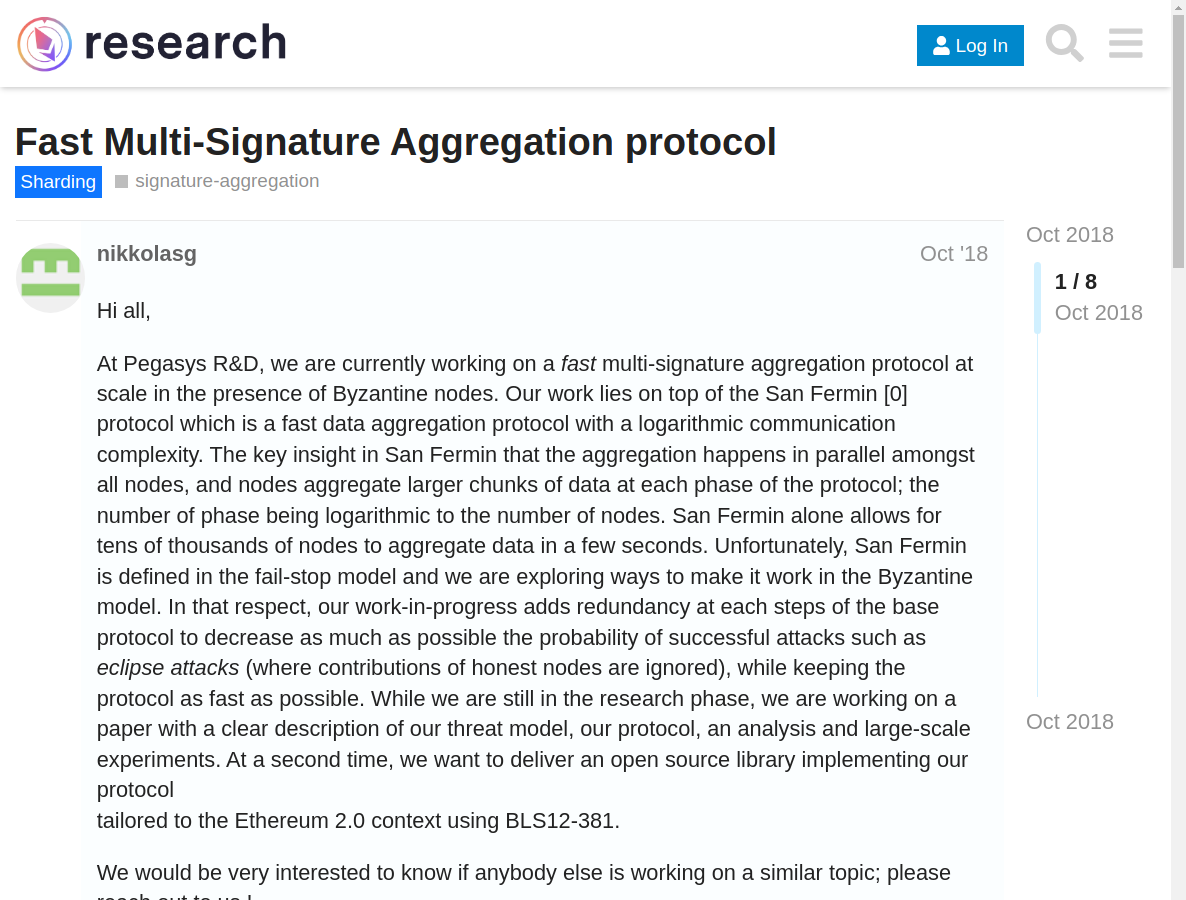 research
Log In
Fast Multi-Signature Aggregation protocol
Sharding signature-aggregation
nikkolasg Oct '18
Hi all,
At Pegasys R&D, we are currently working on a fast multi-signature aggregation protocol at
scale in the presence of Byzantine nodes. Our work lies on top of the San Fermin [0]
protocol which is a fast data aggregation protocol with a logarithmic communication
complexity. The key insight in San Fermin that the aggregation happens in parallel amongst
all nodes, and nodes aggregate larger chunks of data at each phase of the protocol; the
number of phase being logarithmic to the number of nodes. San Fermin alone allows for
tens of thousands of nodes to aggregate data in a few seconds. Unfortunately, San Fermin
is defined in the fail-stop model and we are exploring ways to make it work in the Byzantine
model. In that respect, our work-in-progress adds redundancy at each steps of the base
protocol to decrease as much as possible the probability of successful attacks such as
eclipse attacks (where contributions of honest nodes are ignored), while keeping the
protocol as fast as possible. While we are still in the research phase, we are working on a
paper with a clear description of our threat model, our protocol, an analysis and large-scale
experiments. At a second time, we want to deliver an open source library implementing our
protocol
tailored to the Ethereum 2.0 context using BLS12-381.
We would be very interested to know if anybody else is working on a similar topic; please
reach out to us !
Oct 2018
1 / 8
Oct 2018
Oct 2018